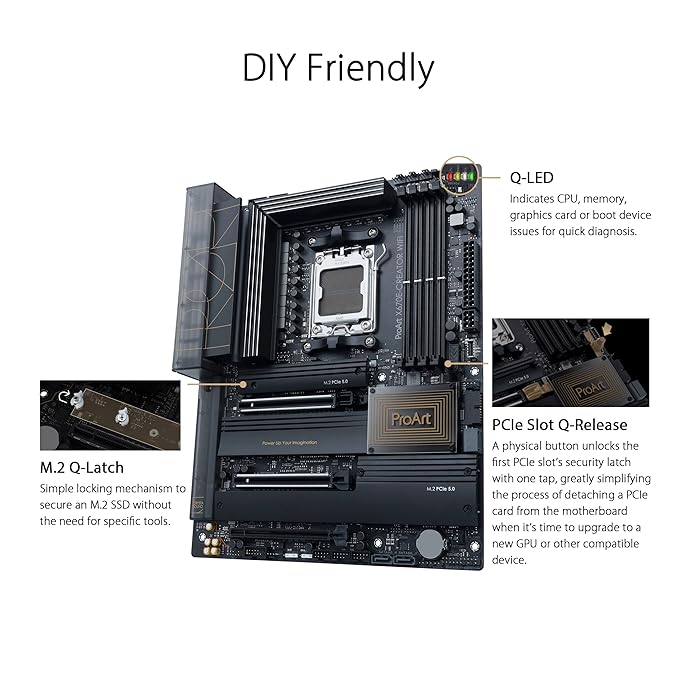 DIY Friendly
Q-LED
Indicates CPU, memory,
graphics card or boot device
issues for quick diagnosis.
ProArt X670E-CREATOR WIFI
M.2 PCIe 5.0
Power Up Your Imagination
ProArt
M.2 PCIe 5.0
M.2 Q-Latch
Simple locking mechanism to
secure an M.2 SSD without
the need for specific tools.
ProArt
PCIe Slot Q-Release
A physical button unlocks the
first PCIe slot's security latch
with one tap, greatly simplifying
the process of detaching a PCIe
card from the motherboard
when it's time to upgrade to a
new GPU or other compatible
device.